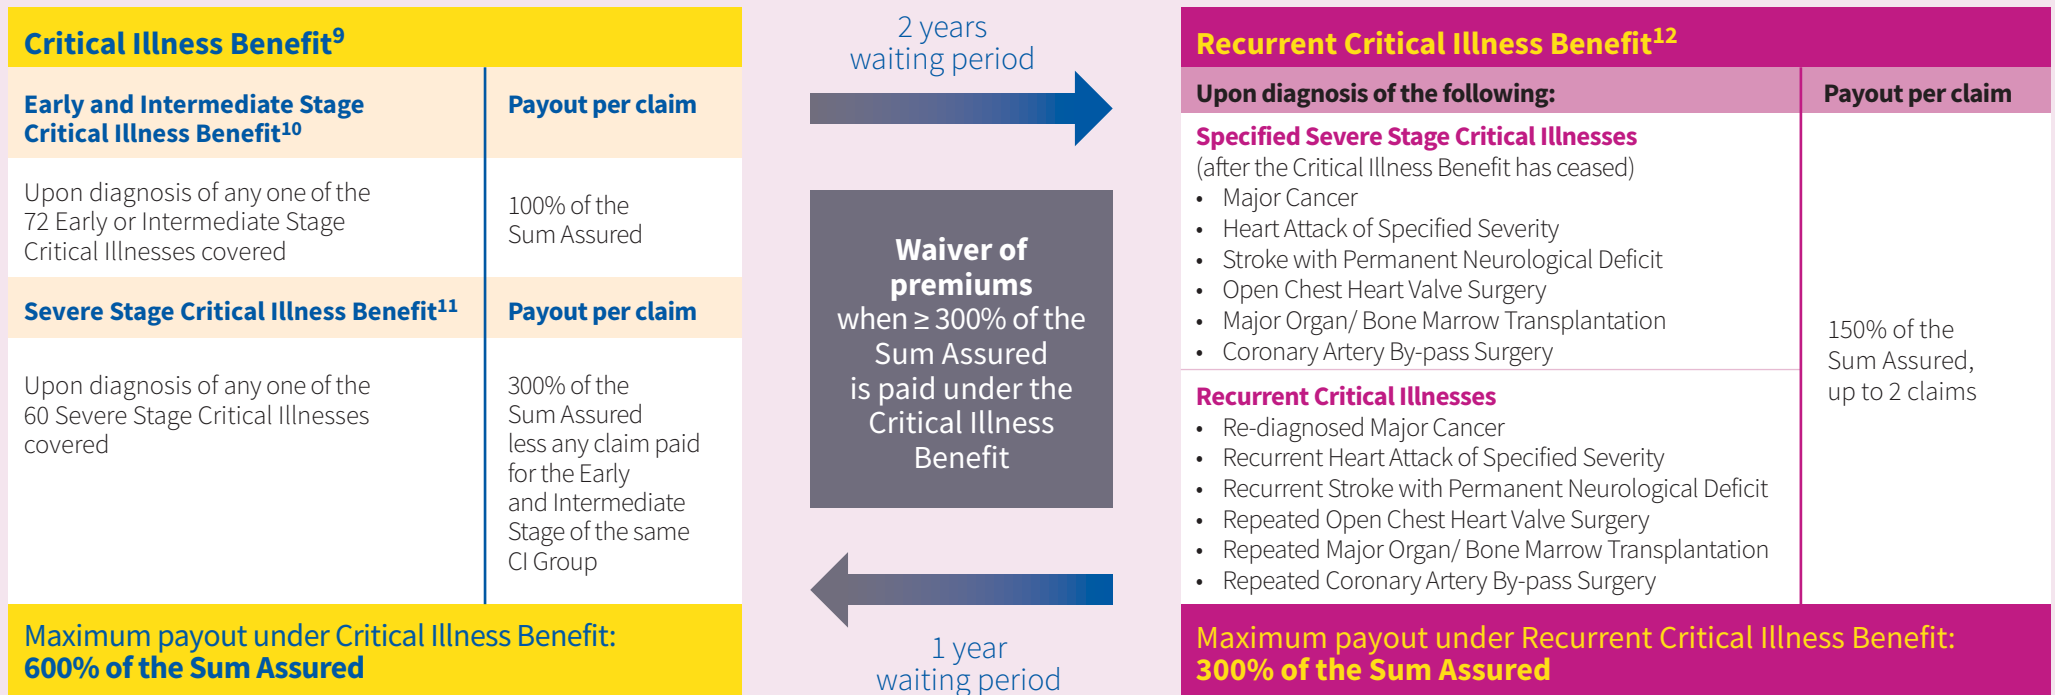 Critical Illness Benefit9
Early and Intermediate Stage
Critical Illness Benefit10
Payout per claim
Upon diagnosis of any one of the
72 Early or Intermediate Stage
Critical Illnesses covered
100% of the
Sum Assured
Severe Stage Critical Illness Benefit11
Payout per claim
Upon diagnosis of any one of the
60 Severe Stage Critical Illnesses
covered
300% of the
Sum Assured
less any claim paid
for the Early
and Intermediate
Stage of the same
CI Group
Maximum payout under Critical Illness Benefit:
600% of the Sum Assured
2 years
waiting period
Waiver of
premiums
when ≥ 300% of the
Sum Assured
is paid under the
Critical Illness
Benefit
1 year
waiting period
Recurrent Critical Illness Benefit12
Upon diagnosis of the following:
Payout per claim
Specified Severe Stage Critical Illnesses
(after the Critical Illness Benefit has ceased)
• Major Cancer
• Heart Attack of Specified Severity
• Stroke with Permanent Neurological Deficit
• Open Chest Heart Valve Surgery
• Major Organ/ Bone Marrow Transplantation
• Coronary Artery By-pass Surgery
Recurrent Critical Illnesses
• Re-diagnosed Major Cancer
• Recurrent Heart Attack of Specified Severity
• Recurrent Stroke with Permanent Neurological Deficit
• Repeated Open Chest Heart Valve Surgery
• Repeated Major Organ/ Bone Marrow Transplantation
• Repeated Coronary Artery By-pass Surgery
150% of the
Sum Assured,
up to 2 claims
Maximum payout under Recurrent Critical Illness Benefit:
300% of the Sum Assured